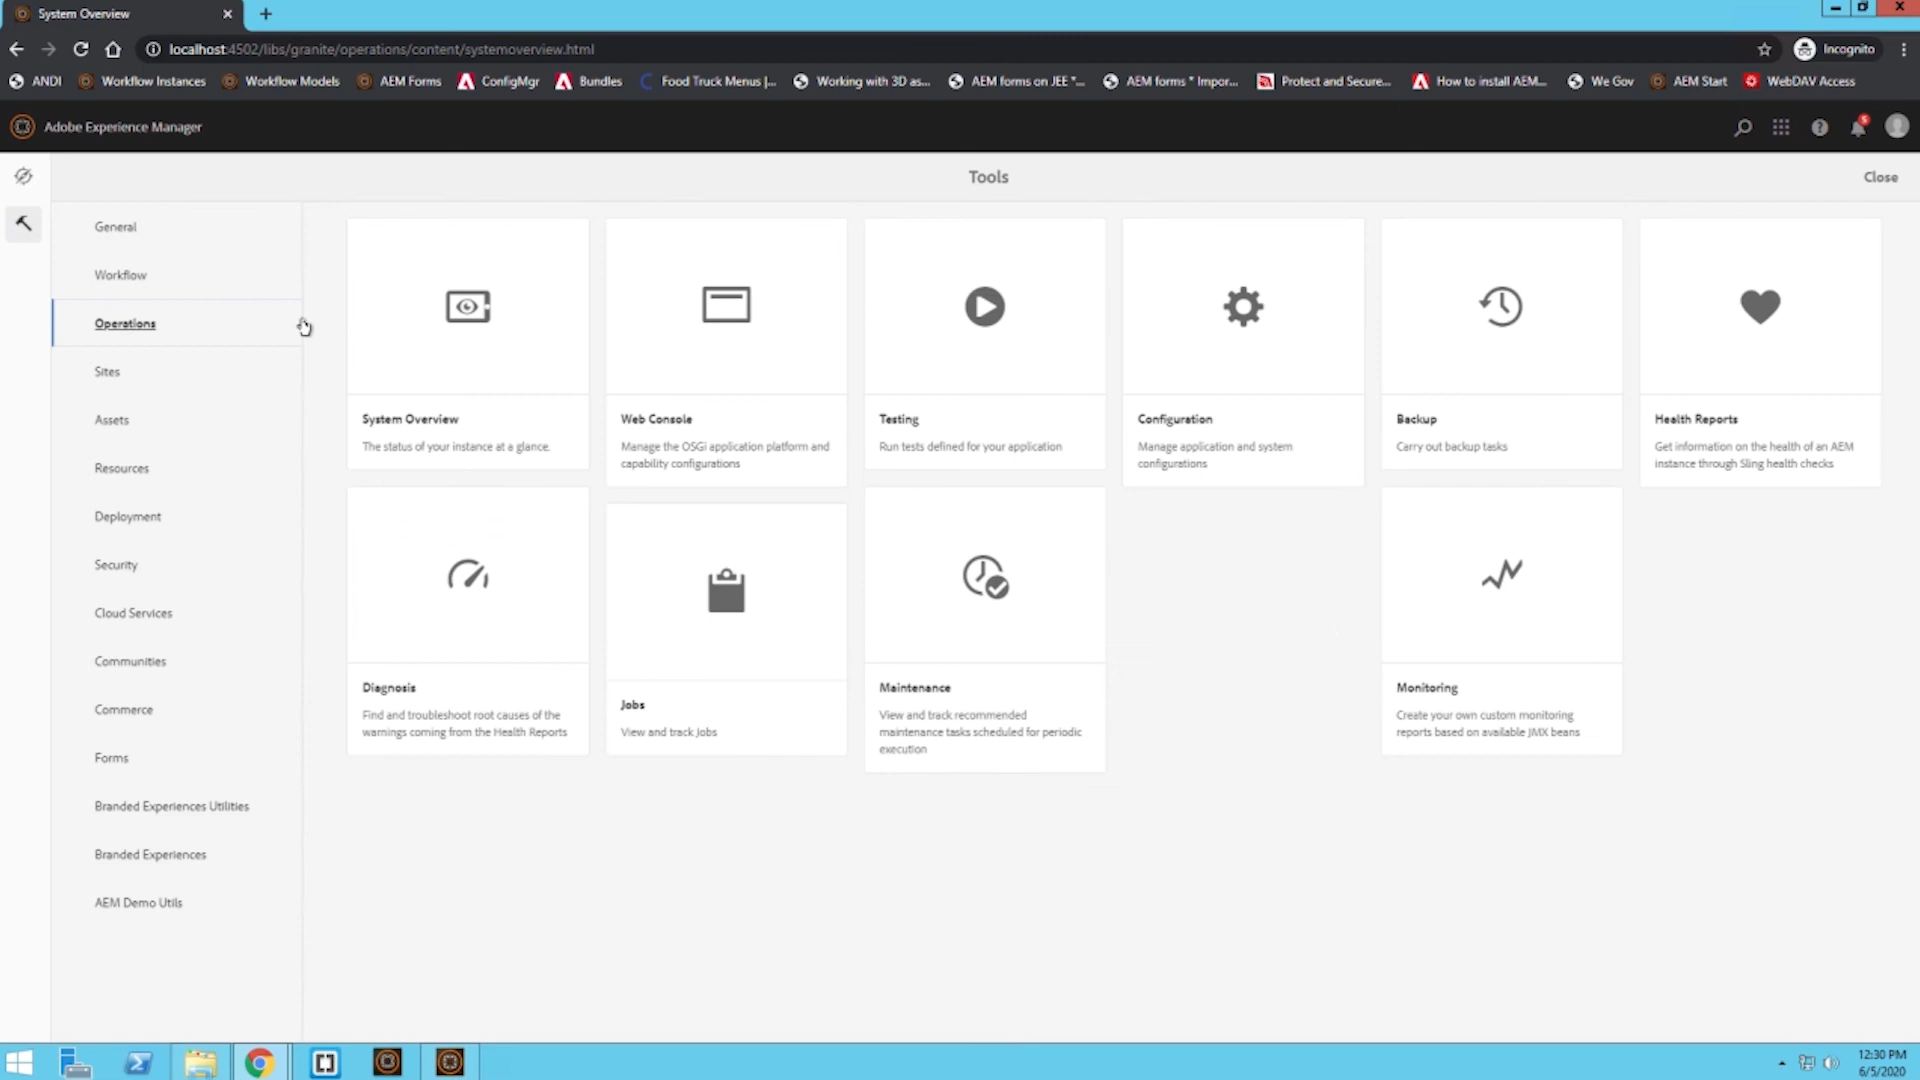 System Overview
localhost:4502/libs/granite/operations/content/systemoverview.html
Incognito
ANDI
Workflow Instances
Workflow Models
AEM Forms
ConfigMgr
Bundles
Food Truck Menus |...
Working with 3D as...
AEM forms on JEE "...
AEM forms * Impor...
Protect and Secure...
How to install AEM...
We Gov
AEM Start
WebDAV Access
Adobe Experience Manager
5
Tools
Close
General
Workflow
Operations
Sites
Assets
Resources
Deployment
Security
Cloud Services
Communities
Commerce
Forms
Branded Experiences Utilities
Branded Experiences
AEM Demo Utils
System Overview
The status of your instance at a glance.
Web Console
Manage the OSGi application platform and
capability configurations
Testing
Run tests defined for your application
Configuration
Manage application and system
configurations
Backup
Carry out backup tasks
Health Reports
Get information on the health of an AEM
instance through Sling health checks
Diagnosis
Find and troubleshoot root causes of the
warnings coming from the Health Reports
Jobs
View and track Jobs
Maintenance
View and track recommended
maintenance tasks scheduled for periodic
execution
Monitoring
Create your own custom monitoring
reports based on available JMX beans
12:30 PM
6/5/2020